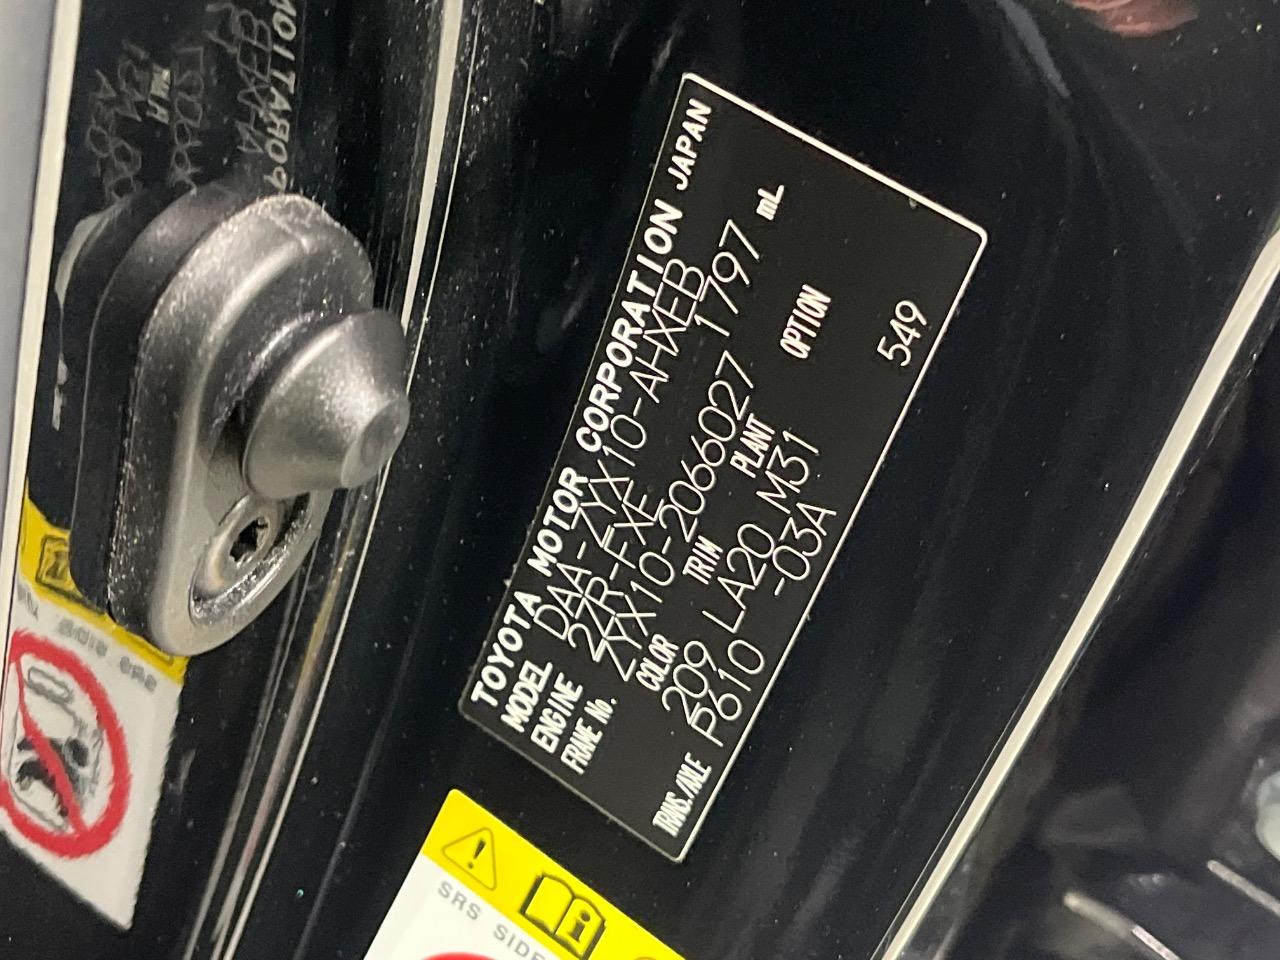 TOYOTA MOTOR CORPORATION JAPAN
MODEL DAA-ZYX10-AHXEB
ENGINE 2ZR-FXE 1797 mL
FRAME No. ZYX10-2066027
COLOR TRIM PLANT OPTION
209 LA20 M31 549
TRANS./AXLE P610 -03A
SRS SIDE